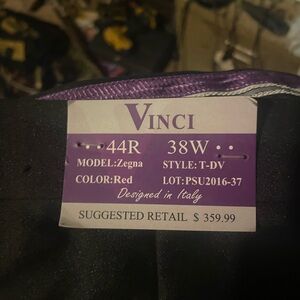 VINCI
44R 38W
MODEL:Zegna STYLE:T-DV
COLOR:Red LOT:PSU2016-37
Designed in Italy
SUGGESTED RETAIL $ 359.99